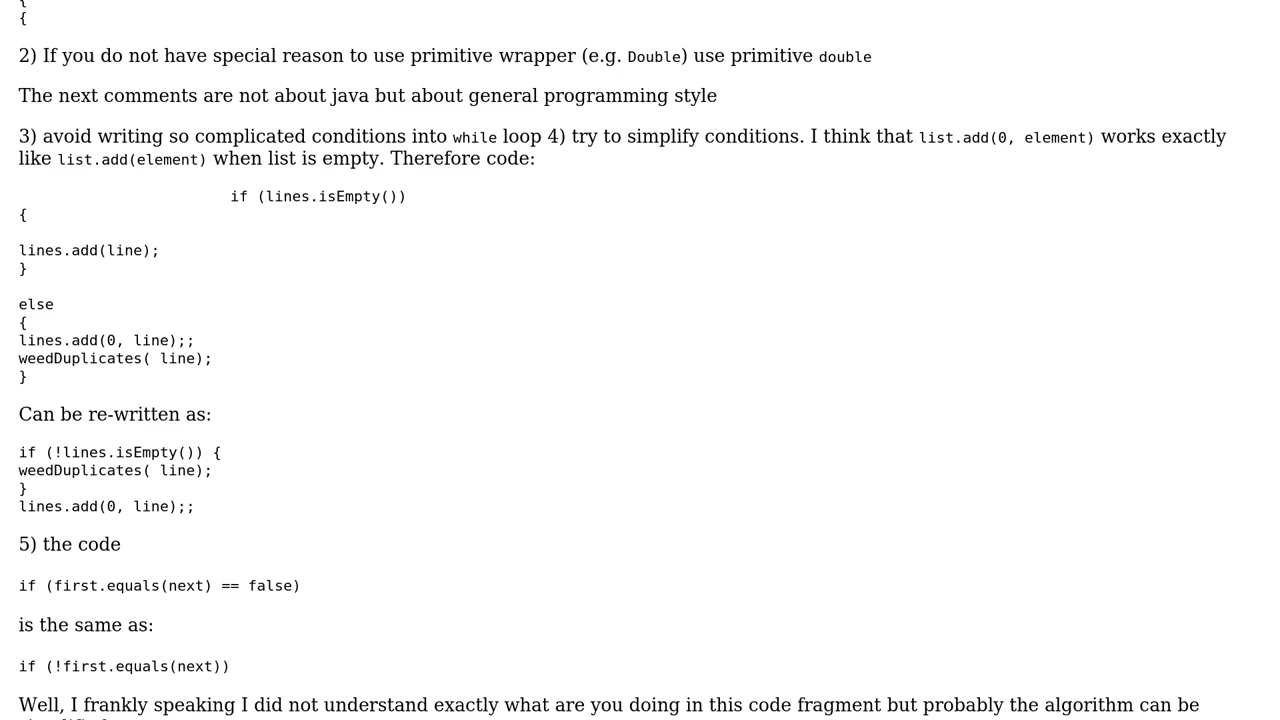 {
{
2) If you do not have special reason to use primitive wrapper (e.g. Double) use primitive double
The next comments are not about java but about general programming style
3) avoid writing so complicated conditions into while loop 4) try to simplify conditions. I think that list.add(0, element) works exactly
like list.add(element) when list is empty. Therefore code:
if (lines.isEmpty())
{
lines.add(line);
}
else
{
lines.add(0, line);;
weedDuplicates( line);
}
Can be re-written as:
if (!lines.isEmpty()) {
weedDuplicates( line);
}
lines.add(0, line);;
5) the code
if (first.equals(next) == false)
is the same as:
if (!first.equals(next))
Well, I frankly speaking I did not understand exactly what are you doing in this code fragment but probably the algorithm can be